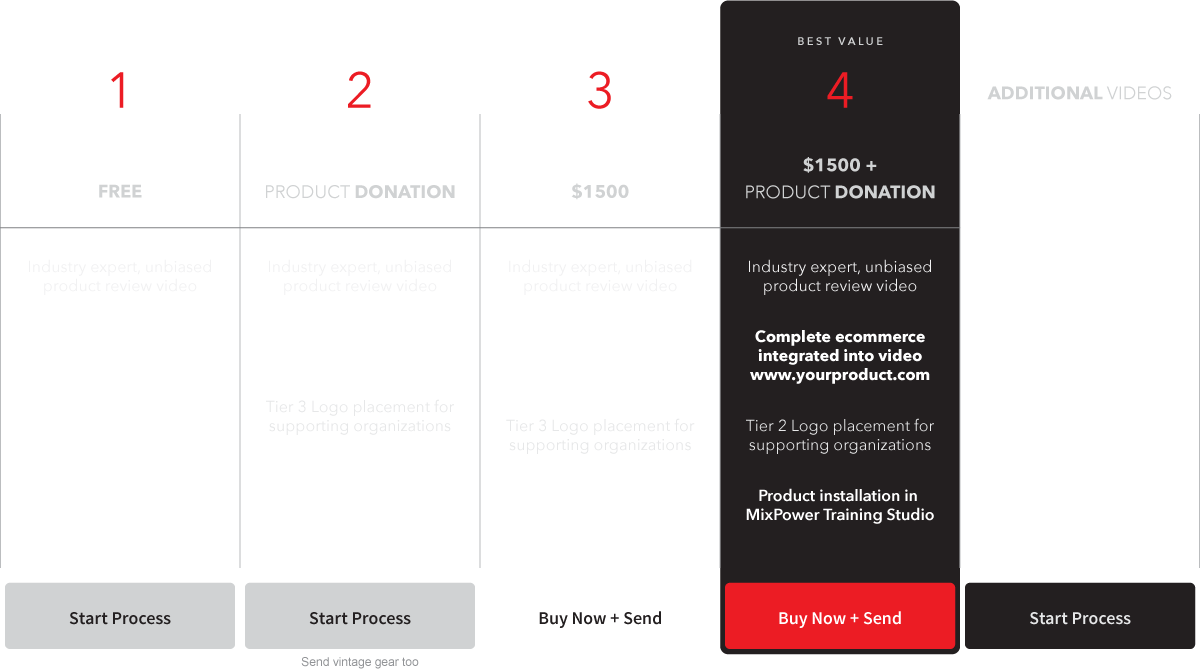 1
FREE
Industry expert, unbiased
product review video
Start Process
2
PRODUCT DONATION
Industry expert, unbiased
product review video
Tier 3 Logo placement for
supporting organizations
Start Process
Send vintage gear too
3
$1500
Industry expert, unbiased
product review video
Tier 3 Logo placement for
supporting organizations
Buy Now + Send
BEST VALUE
4
$1500 +
PRODUCT DONATION
Industry expert, unbiased
product review video
Complete ecommerce
integrated into video
www.yourproduct.com
Tier 2 Logo placement for
supporting organizations
Product installation in
MixPower Training Studio
Buy Now + Send
ADDITIONAL VIDEOS
Start Process